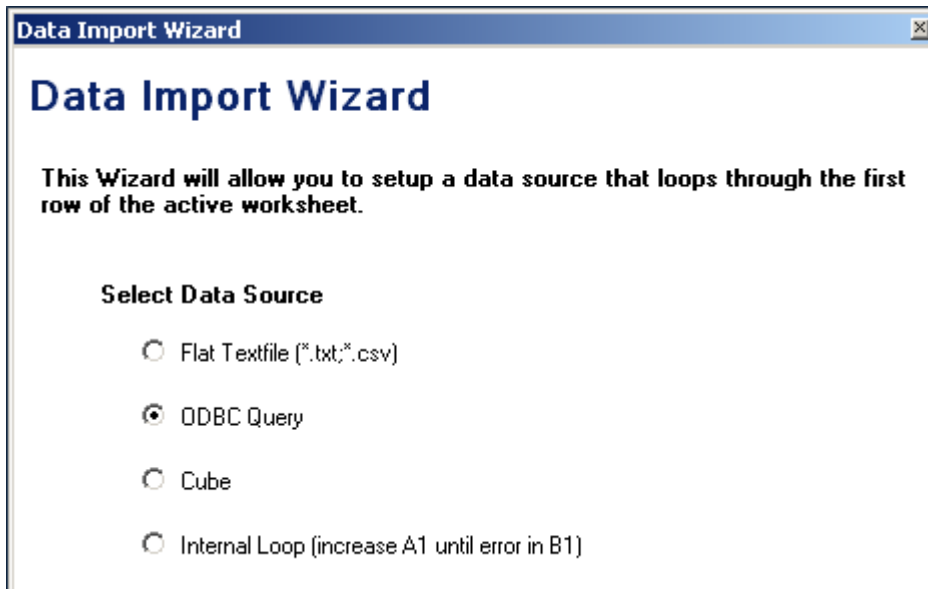 Data Import Wizard
Data Import Wizard
This Wizard will allow you to setup a data source that loops through the first
row of the active worksheet.
Select Data Source
Flat Textfile (*.txt;*.csv)
ODBC Query
Cube
Internal Loop (increase A1 until error in B1)